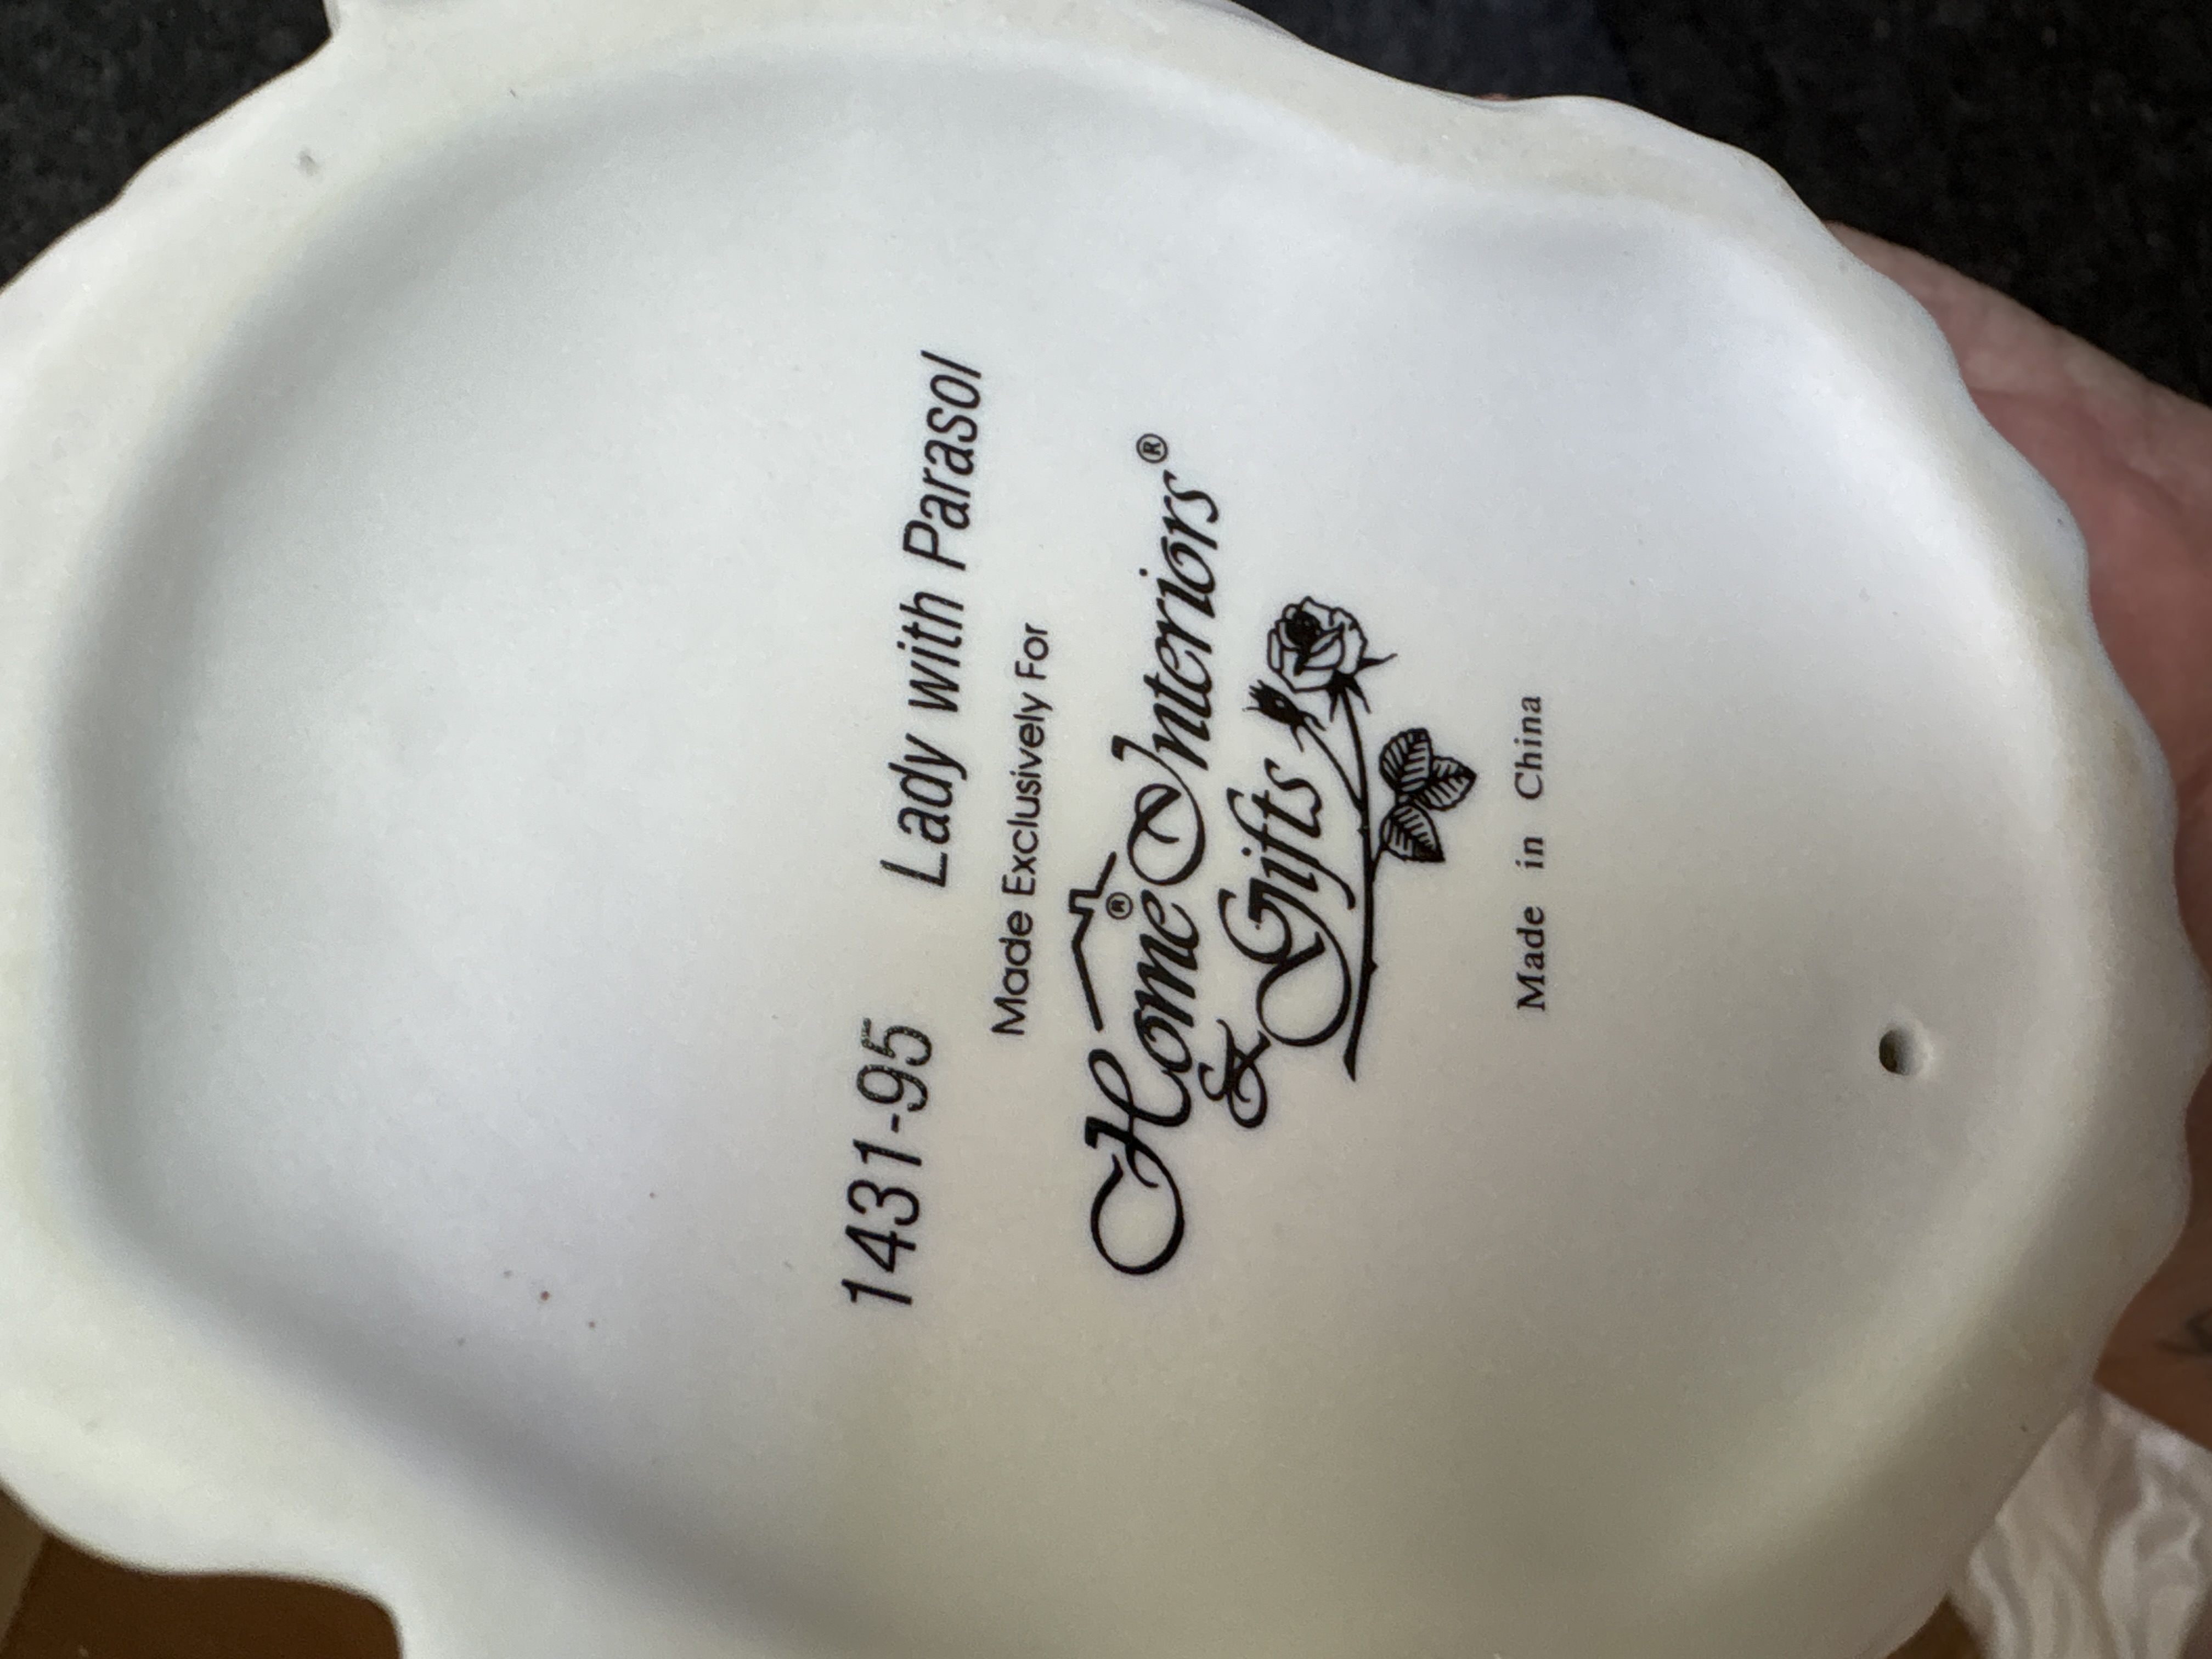 1431-95 Lady with Parasol
Made Exclusively For
Home Interiors®
& Gifts
Made in China